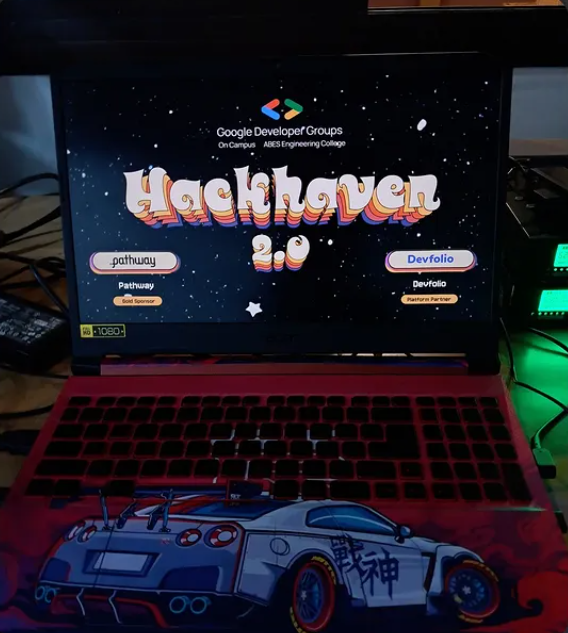 Google Developer Groups
On Campus ABES Engineering College
Hackhaven
2.0
pathway
Pathway
Gold Sponsor
Devfolio
Devfolio
Platform Partner
1080
戰神